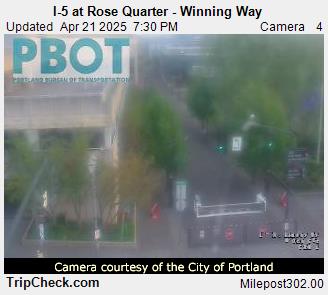 I-5 at Rose Quarter - Winning Way
Updated Apr 21 2025 7:30 PM Camera 4
PBOT
PORTLAND BUREAU OF TRANSPORTATION
Camera courtesy of the City of Portland
TripCheck.com Milepost302.00